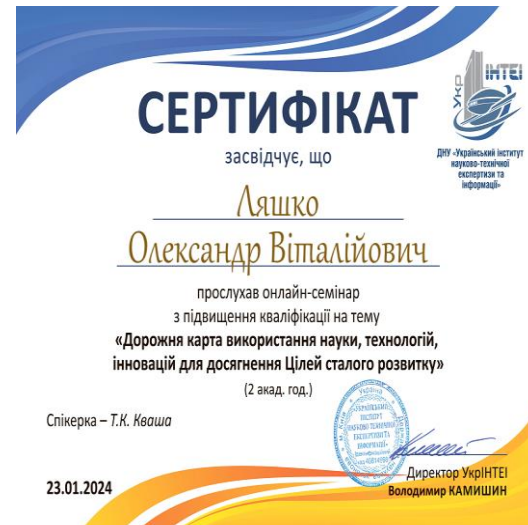 УКР
ІНТЕІ
СЕРТИФІКАТ
ДНУ «Український інститут
науково-технічної
експертизи та
інформації»
засвідчує, що
Ляшко
Олександр Віталійович
прослухав онлайн-семінар
з підвищення кваліфікації на тему
«Дорожня карта використання науки, технологій,
інновацій для досягнення Цілей сталого розвитку»
(2 акад. год.)
Спікерка – Т.К. Кваша
Україна
Директор УкрІНТЕІ
23.01.2024
Володимир КАМИШИН